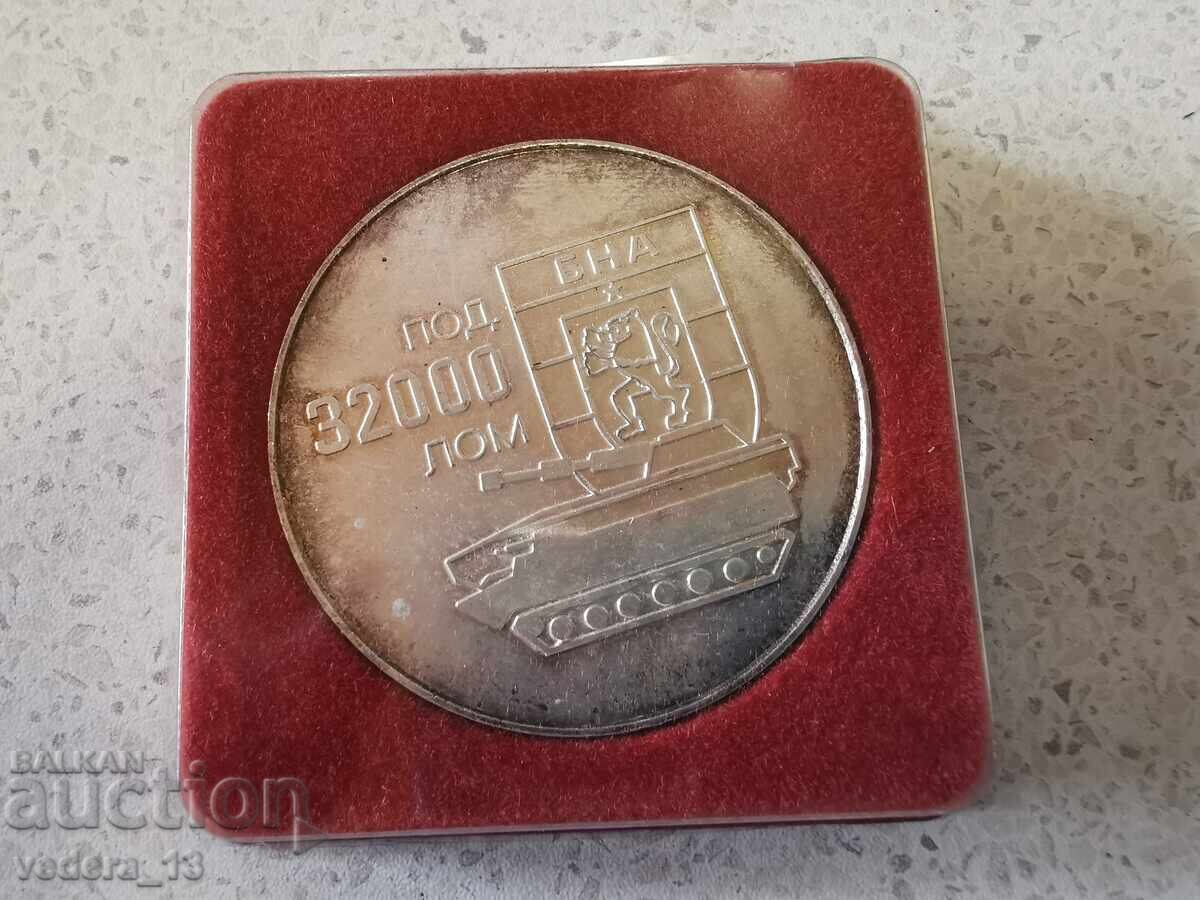 БНА
ПОД.
32000
ЛОМ
BALKAN
auction
vedera_13